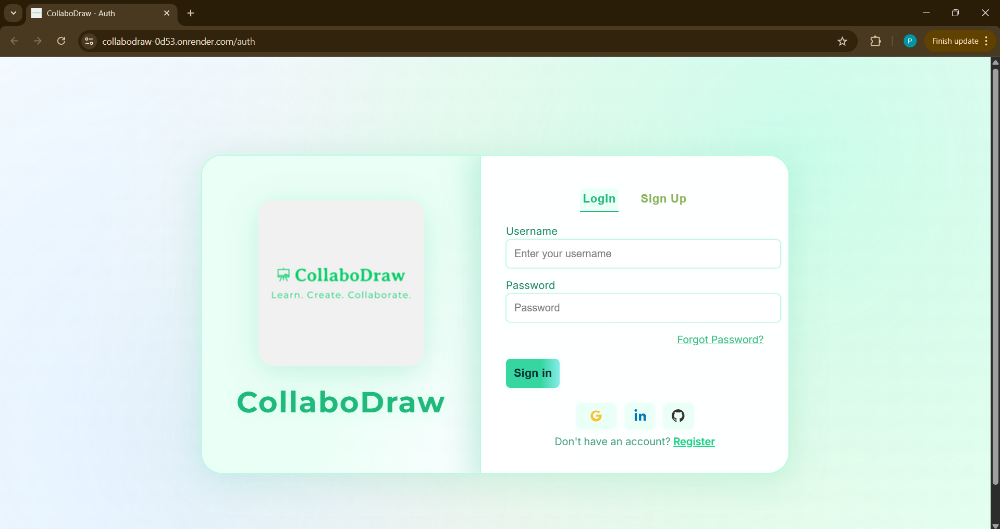 CollaboDraw - Auth
collabodraw-0d53.onrender.com/auth
P
Finish update
CollaboDraw
Learn. Create. Collaborate.
CollaboDraw
Login
Sign Up
Username
Enter your username
Password
Password
Forgot Password?
Sign in
G
in
Don't have an account? Register